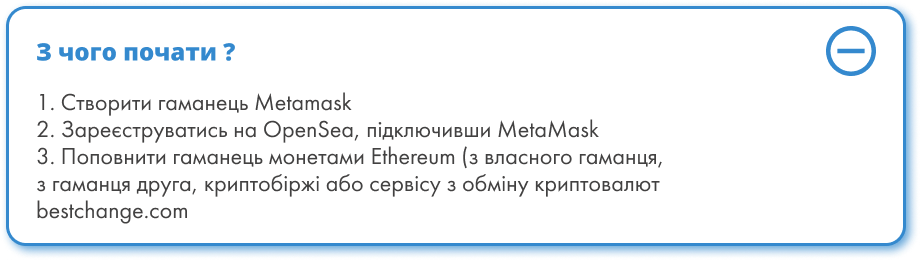 З чого почати ?
1. Створити гаманець Metamask
2. Зареєструватись на OpenSea, підключивши MetaMask
3. Поповнити гаманець монетами Ethereum (з власного гаманця,
з гаманця друга, криптобіржі або сервісу з обміну криптовалют
bestchange.com